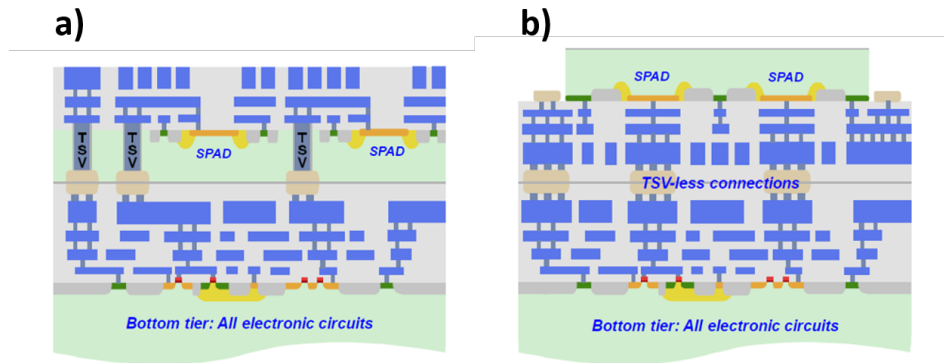 a)
b)
SPAD
SPAD
TSV
TSV
TSV
SPAD
SPAD
TSV-less connections
Bottom tier: All electronic circuits
Bottom tier: All electronic circuits